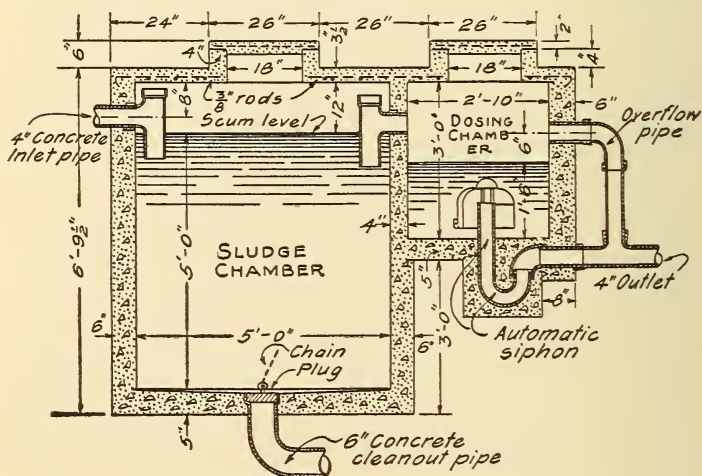 24" 26" 26" 26"
6"
4"
3½"
2"
4"
18"
18"
8"
⅜" rods
12"
2'-10"
6"
Scum level
4" Concrete
Inlet pipe
3'-0"
DOSING
CHAMB-
ER
6"
Overflow
pipe
1'-6"
6'-9½"
5'-0"
SLUDGE
CHAMBER
4"
5"
4" Outlet
8"
6"
5'-0"
6"
3'-0"
Automatic
siphon
Chain
Plug
5"
6" Concrete
cleanout pipe